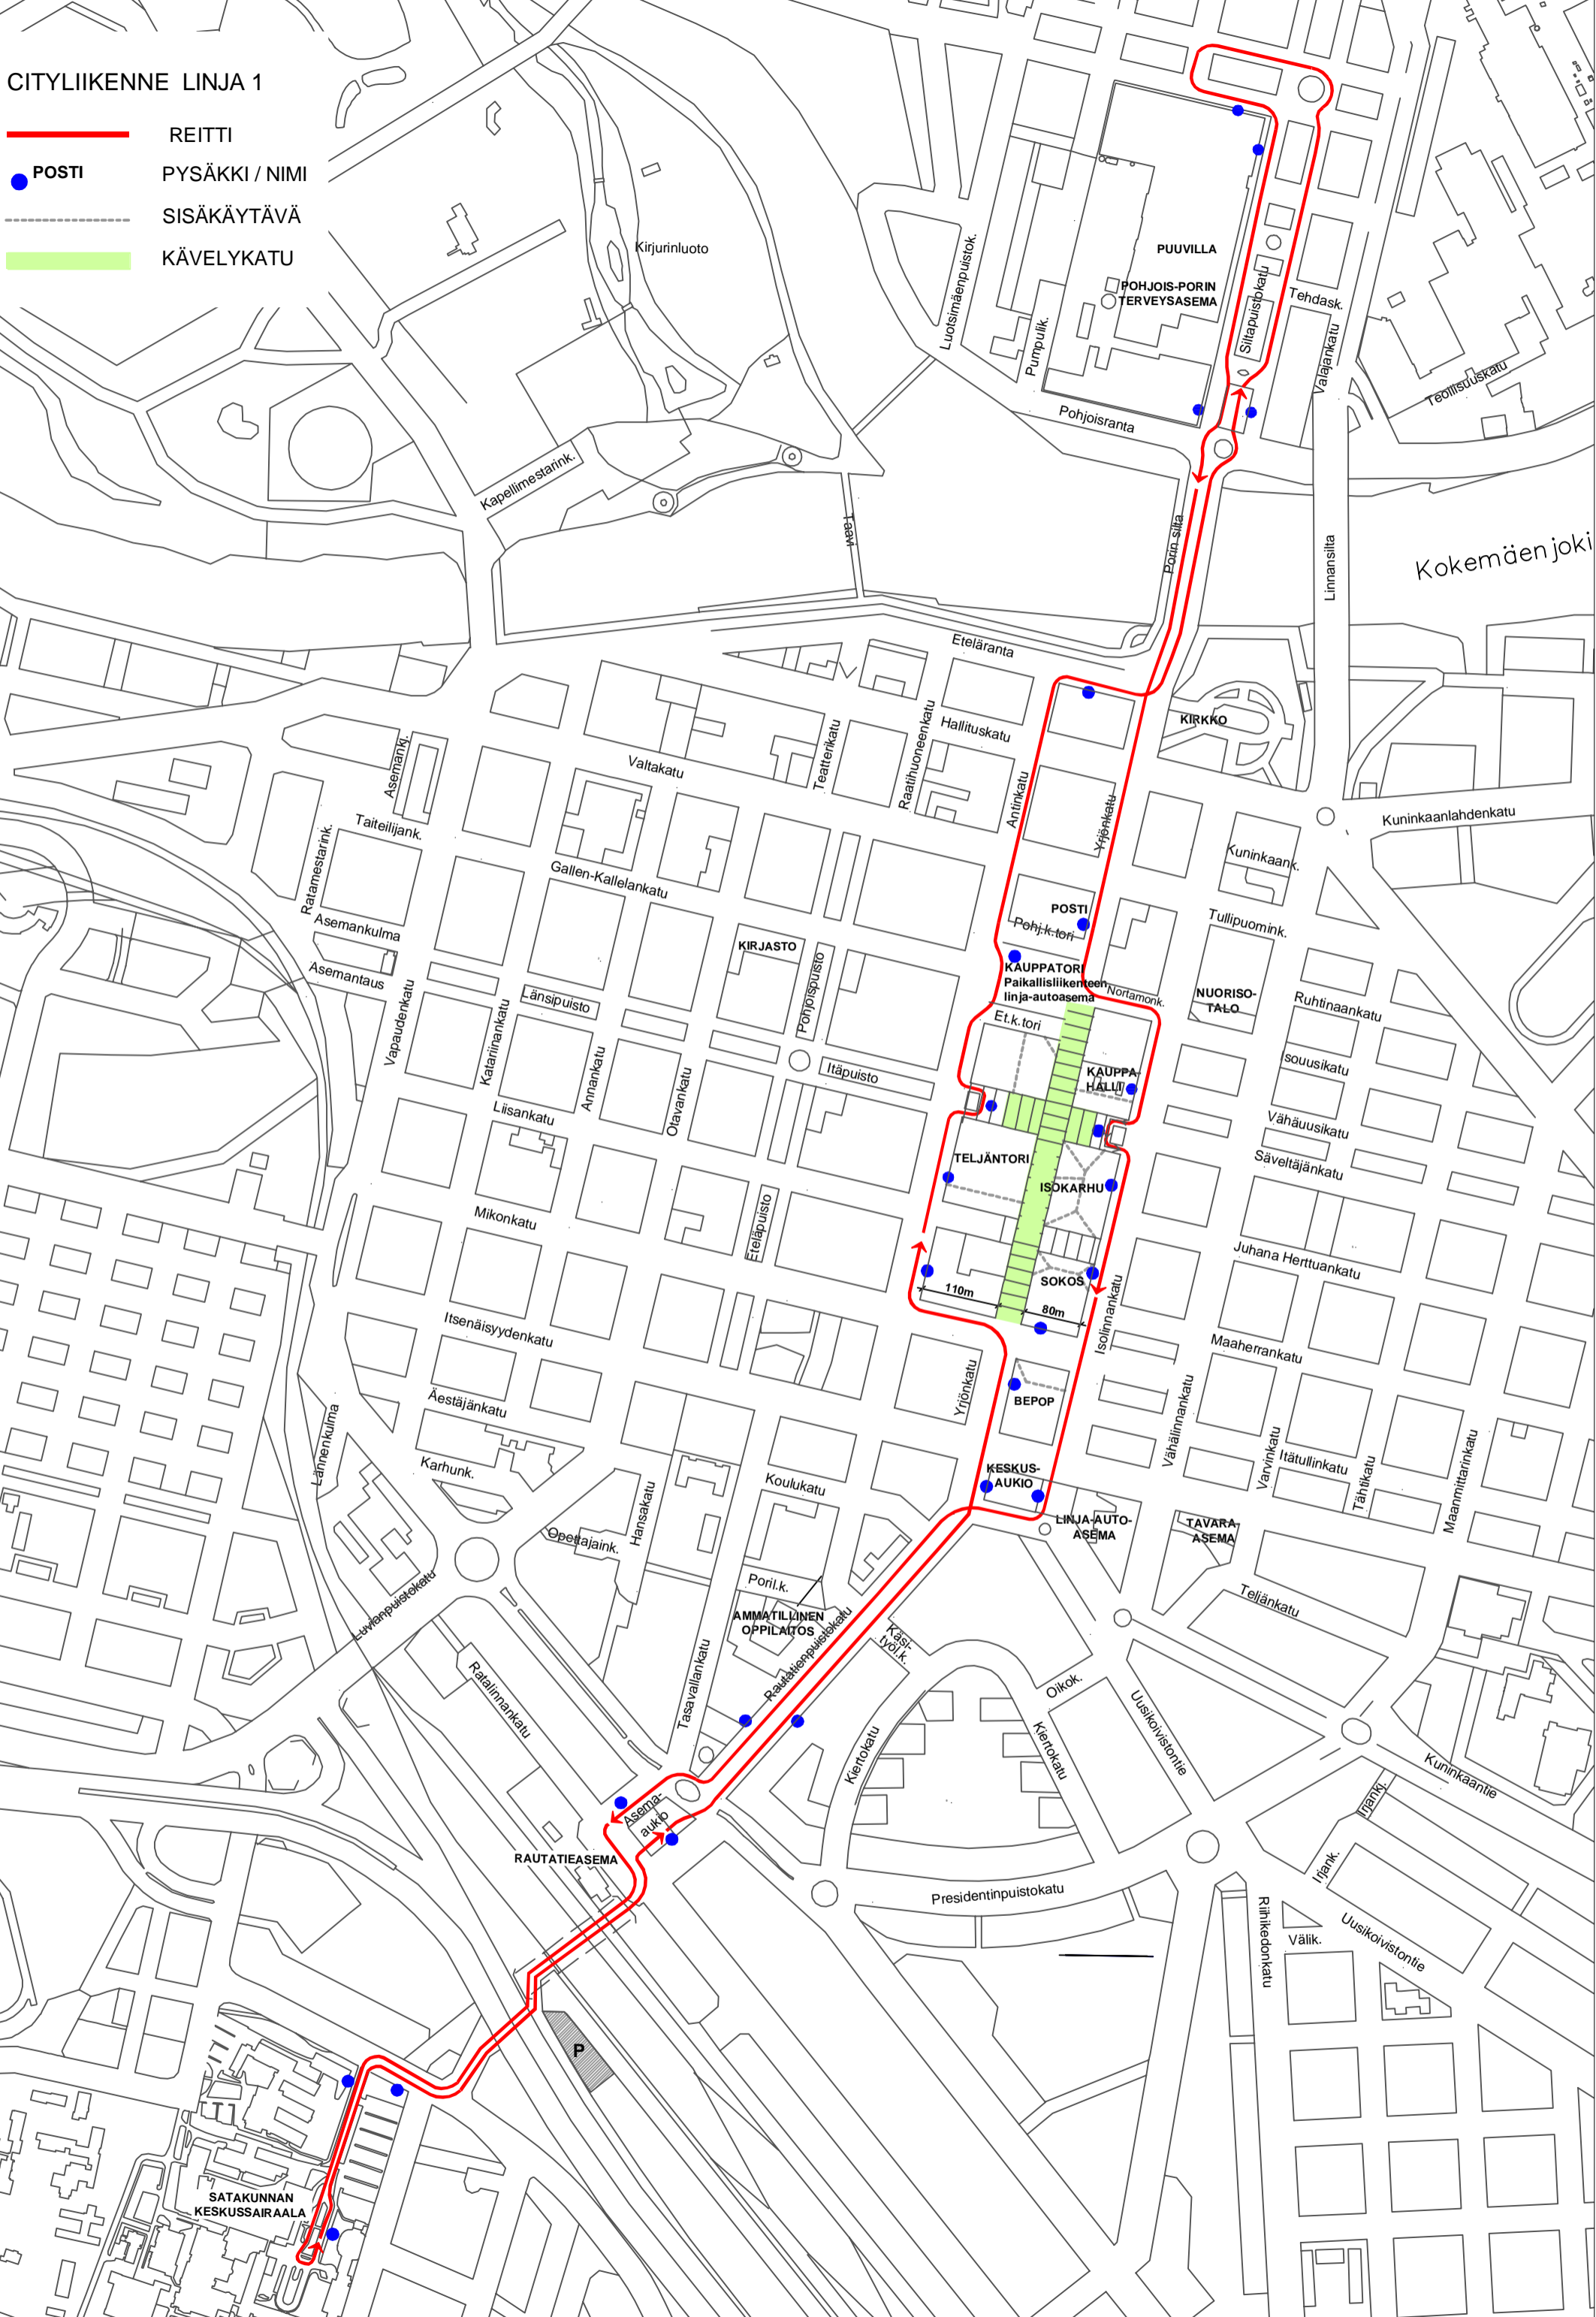 CITYLIIKENNE LINJA 1
REITTI
POSTI
PYSÄKKI / NIMI
SISÄKÄYTÄVÄ
KÄVELYKATU
Kirjurinluoto
Luotsimäenpuistok.
Pumpulik.
PUUVILLA
POHJOIS-PORIN
TERVEYSASEMA
Siltapuistokatu
Tehdask.
Valajankatu
Teollisuuskatu
Pohjoisranta
Kapellimestarink.
Taavi
Porin silta
Linnansilta
Kokemäenjoki
Eteläranta
KIRKKO
Hallituskatu
Raatihuoneenkatu
Teatterikatu
Valtakatu
Asemankj.
Taiteilijank.
Ratamestarink.
Antinkatu
Yrjönkatu
Kuninkaanlahdenkatu
Kuninkaank.
Gallen-Kallelankatu
Asemankulma
Asemantaus
POSTI
Pohj.k.tori
Tullipuomink.
KIRJASTO
Pohjoispuisto
KAUPPATORI
Paikallisliikenteen
linja-autoasema
Nortamonk.
NUORISO-
TALO
Ruhtinaankatu
Länsipuisto
Vapaudenkatu
Katariinankatu
Annankatu
Otavankatu
Et.k.tori
Itäpuisto
KAUPPA-
HALLI
souusikatu
Liisankatu
Vähäuusikatu
Säveltäjänkatu
TELJÄNTORI
ISOKARHU
Mikonkatu
Eteläpuisto
Juhana Herttuankatu
SOKOS
110m
80m
Isolinnankatu
Itsenäisyydenkatu
Maaherrankatu
Äestäjänkatu
Yrjönkatu
BEPOP
Vähälinnankatu
Varvinkatu
Itätullinkatu
Tähtikatu
Maanmittarinkatu
Lännenkulma
Karhunk.
Koulukatu
KESKUS-
AUKIO
Hansakatu
LINJA-AUTO-
ASEMA
TAVARA-
ASEMA
Opettajaink.
Poril.k.
Luvianpuistokatu
AMMATILLINEN
OPPILAITOS
Teljänkatu
Rautatienpuistokatu
Käsi-
työl.k.
Ratalinnankatu
Tasavallankatu
Oikok.
Kiertokatu
Kiertokatu
Uusikoivistontie
Kuninkaantie
Irjankj.
Asema-
aukio
RAUTATIEASEMA
Irjank.
Presidentinpuistokatu
Riihikedonkatu
Välik.
Uusikoivistontie
P
SATAKUNNAN
KESKUSSAIRAALA